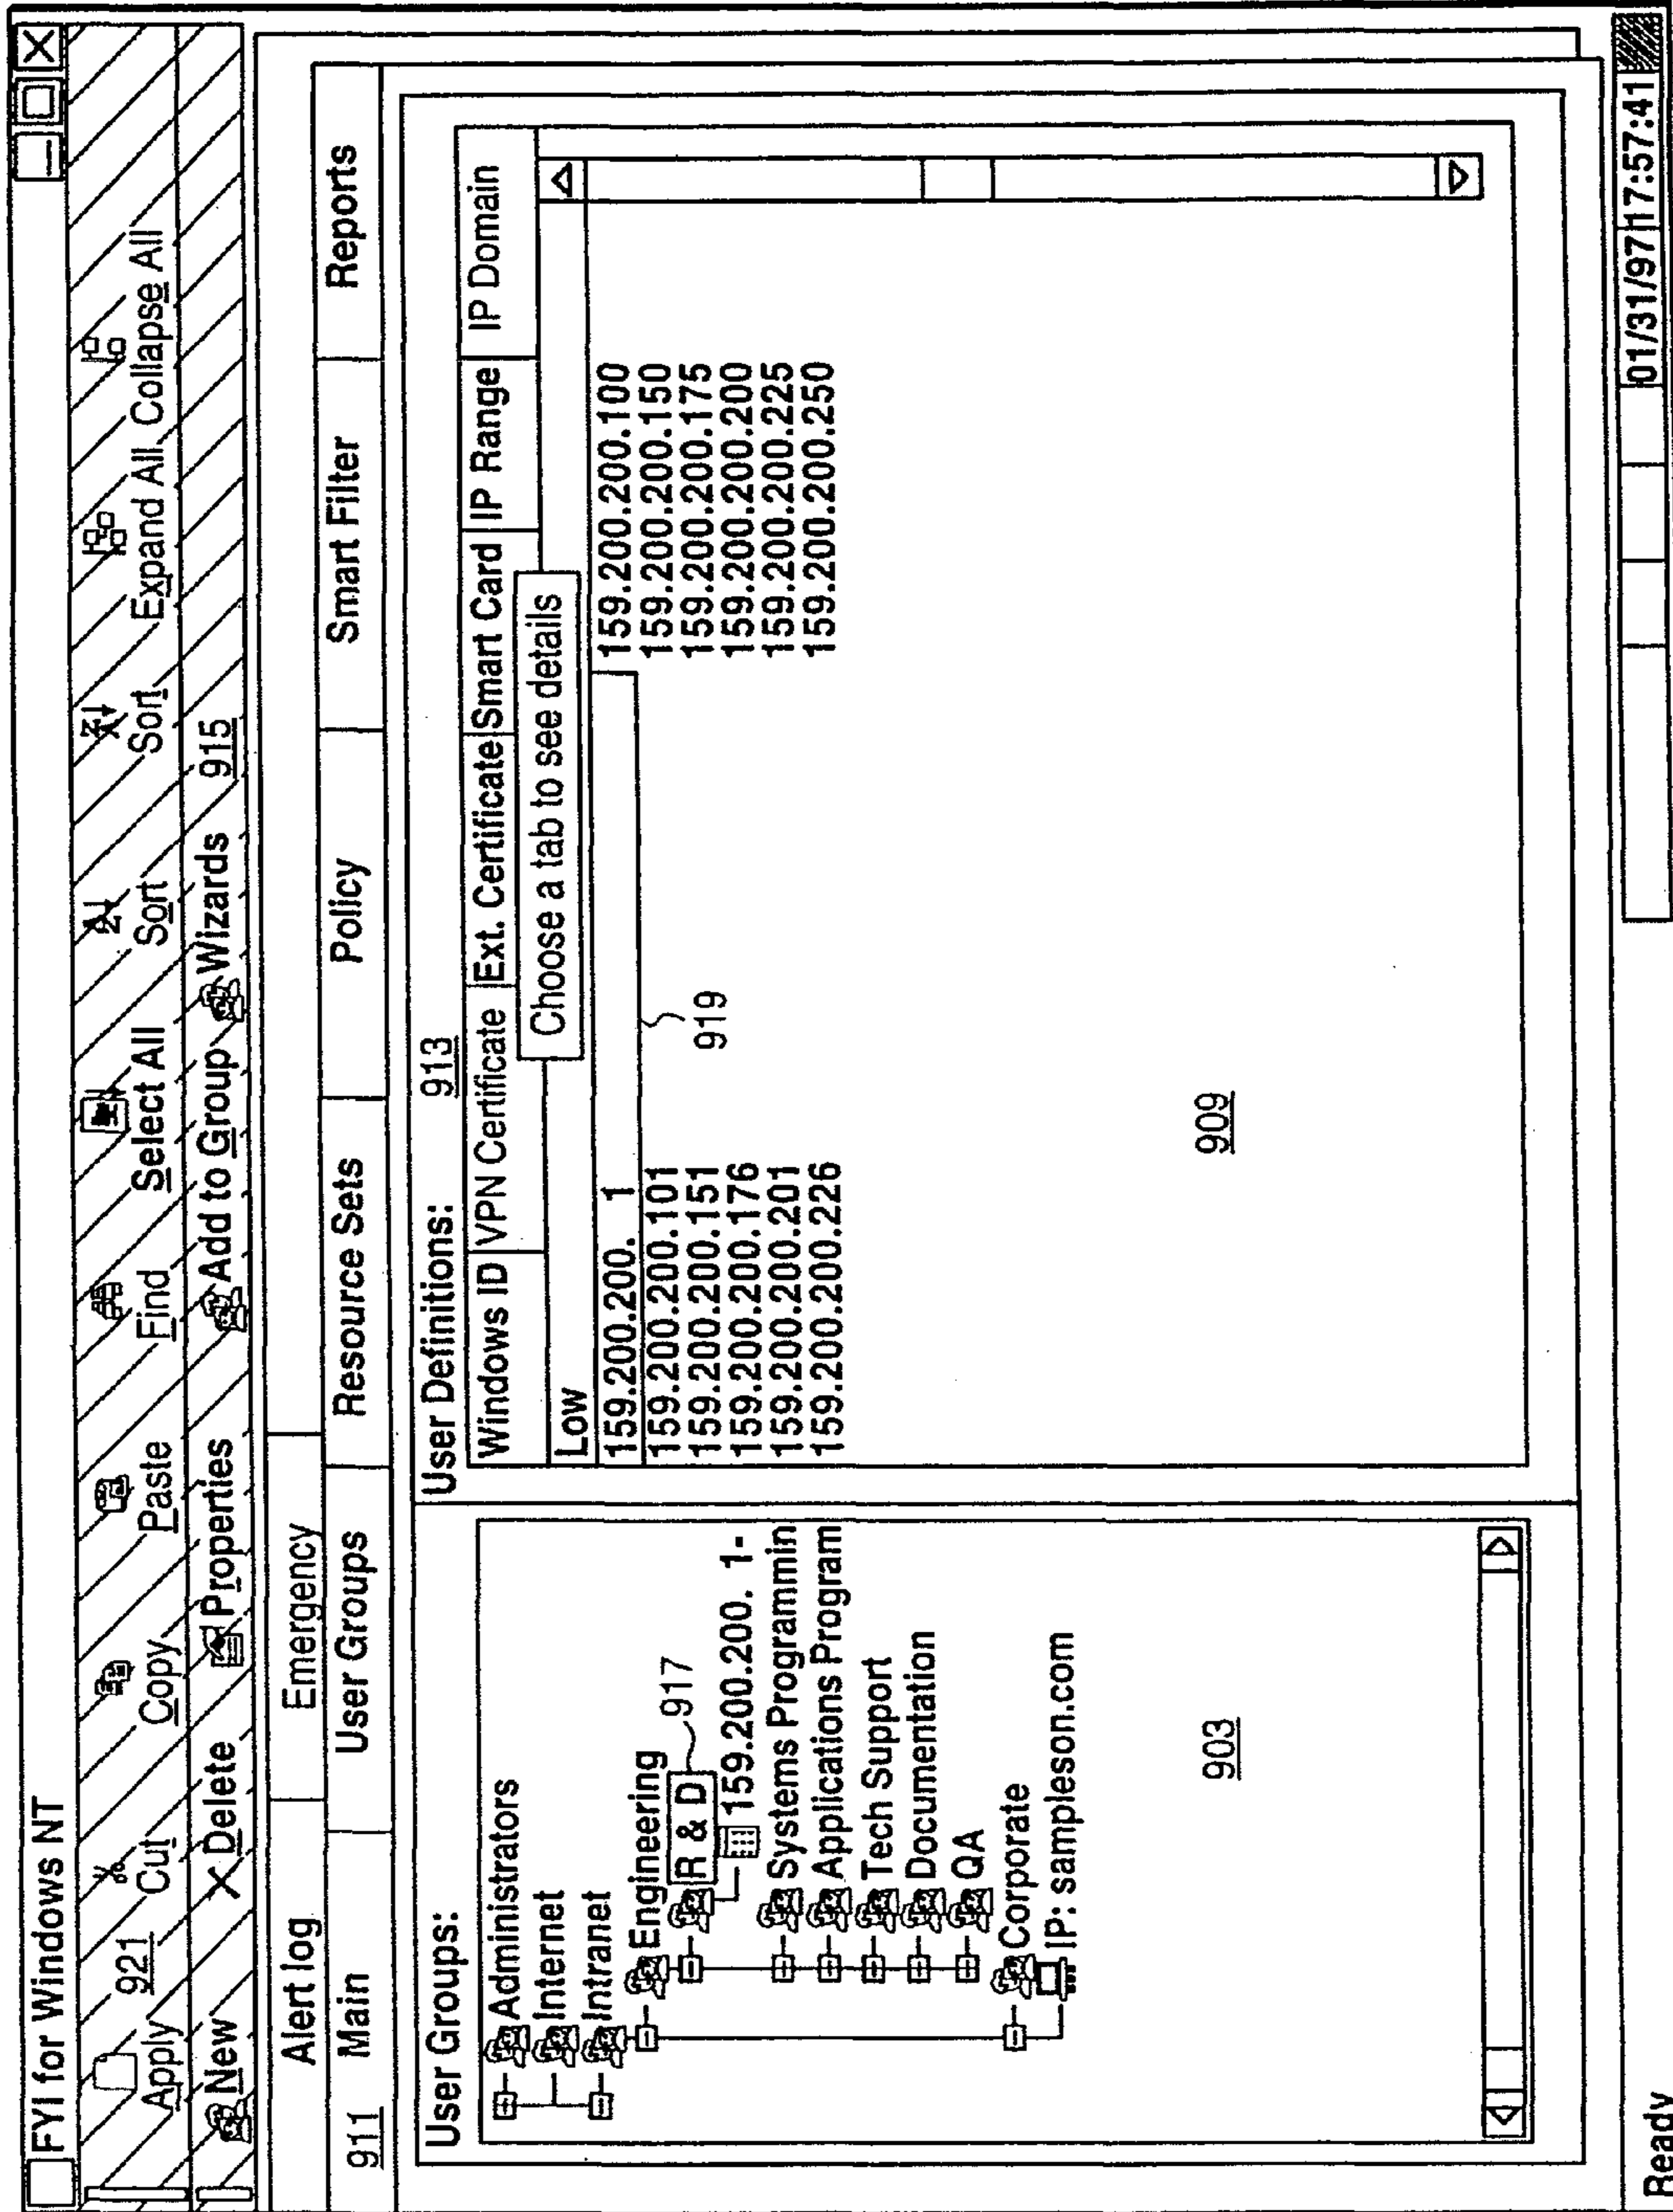 FYI for Windows NT
Apply 921 Cut Copy Paste Find Select All Sort Sort Expand All Collapse All
New Delete Properties Add to Group Wizards 915
Alert log Emergency
911 Main User Groups Resource Sets Policy Smart Filter Reports
User Groups:
Administrators
Internet
Intranet
Engineering
R & D 917
159.200.200. 1-
Systems Programmin
Applications Program
Tech Support
Documentation
QA
Corporate
IP: sampleson.com
903
User Definitions: 913
Windows ID VPN Certificate Ext. Certificate Smart Card IP Range IP Domain
Choose a tab to see details
Low
159.200.200. 1 159.200.200.100
159.200.200.101 159.200.200.150
159.200.200.151 159.200.200.175
159.200.200.176 159.200.200.200
159.200.200.201 159.200.200.225
159.200.200.226 159.200.200.250
919
909
Ready 01/31/97 17:57:41